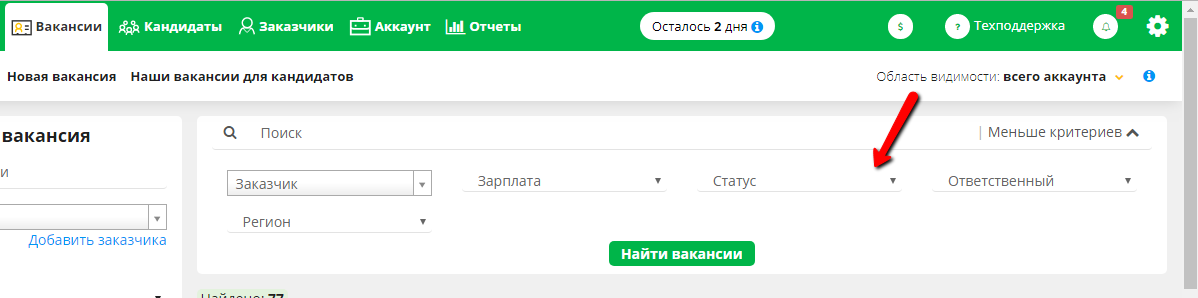 Вакансии Кандидаты Заказчики Аккаунт Отчеты Осталось 2 дня $ ? Техподдержка 4
Новая вакансия Наши вакансии для кандидатов Область видимости: всего аккаунта
вакансия
Поиск | Меньше критериев
и
Заказчик Зарплата Статус Ответственный
Регион
Добавить заказчика
Найти вакансии
Найдено: 77